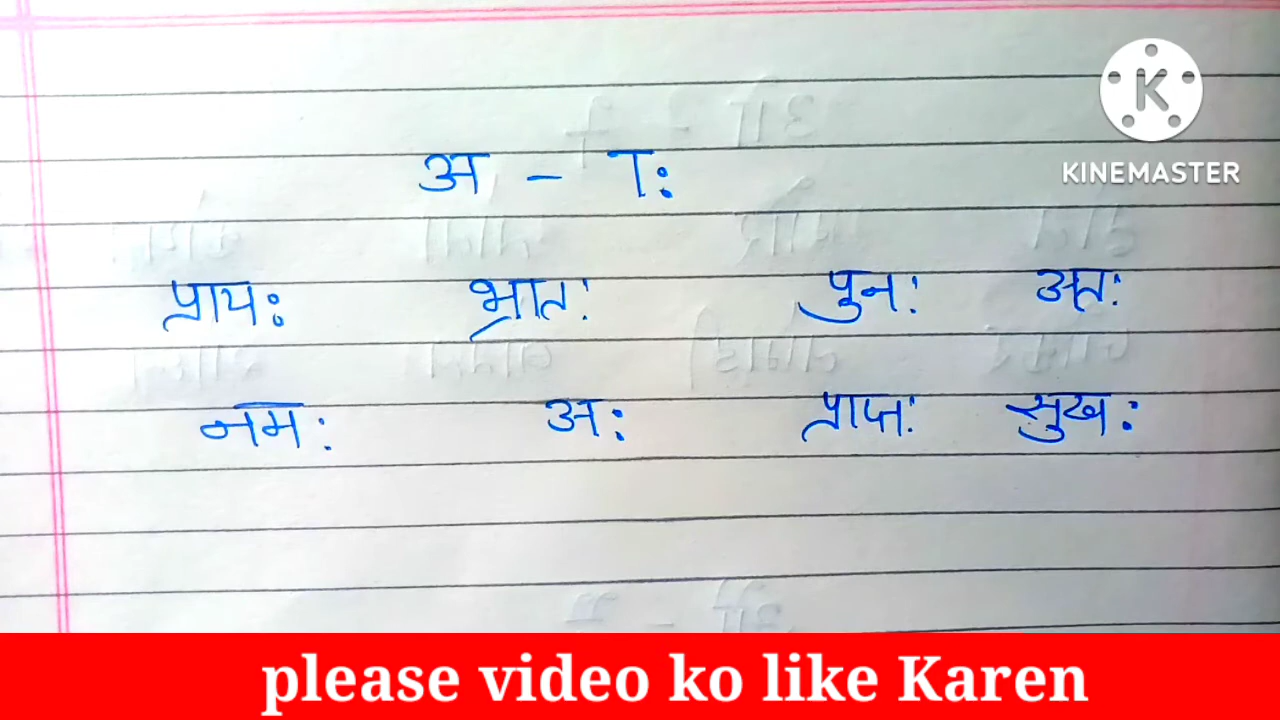 KINEMASTER
अ - ाः
प्रायः भ्रातः पुनः अतः
नमः अः प्राप्तः सुखः
please video ko like Karen